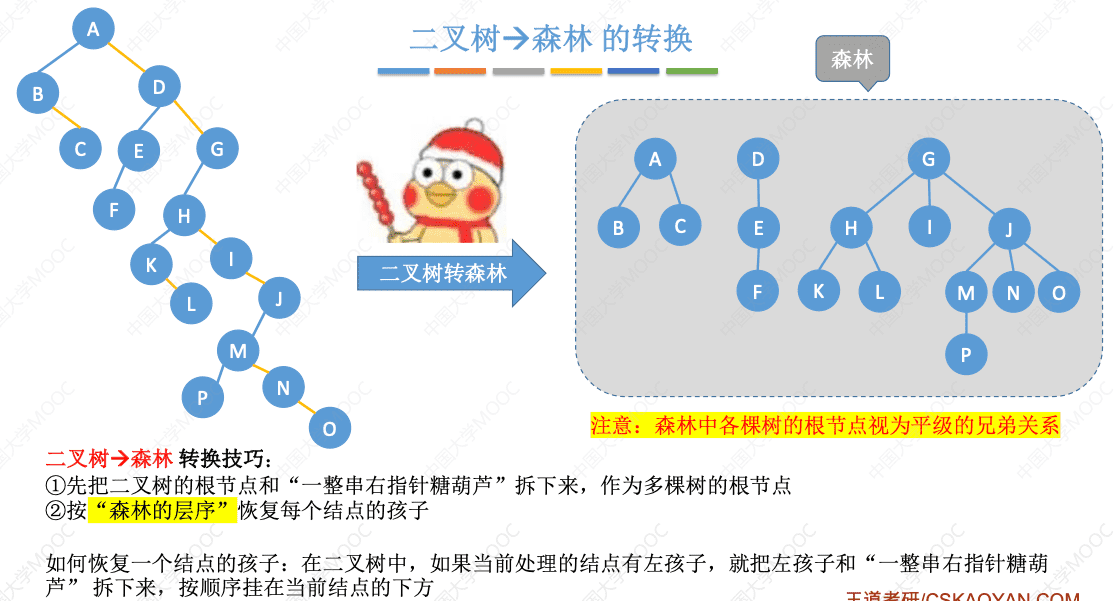 二叉树→森林 的转换
森林
A
B
D
C
E
G
F
H
K
I
L
J
M
P
N
O
二叉树转森林
A
D
G
B
C
E
H
I
J
F
K
L
M
N
O
P
注意：森林中各棵树的根节点视为平级的兄弟关系
二叉树→森林 转换技巧：
①先把二叉树的根节点和“一整串右指针糖葫芦”拆下来，作为多棵树的根节点
②按“森林的层序”恢复每个结点的孩子
如何恢复一个结点的孩子：在二叉树中，如果当前处理的结点有左孩子，就把左孩子和“一整串右指针糖葫
芦” 拆下来，按顺序挂在当前结点的下方
王道考研/CSKAOYAN.COM
中国大学MOOC